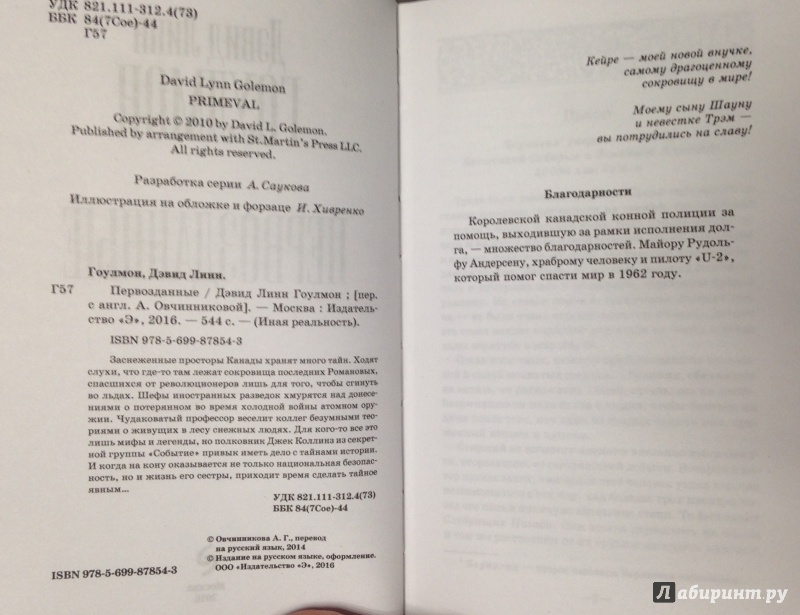 УДК 821.111-312.4(73)
ББК 84(7Сое)-44
Г57
David Lynn Golemon
PRIMEVAL
Copyright © 2010 by David L. Golemon.
Published by arrangement with St.Martin's Press LLC.
All rights reserved.
Разработка серии А. Саукова
Иллюстрация на обложке и форзаце И. Хивренко
Гоулмон, Дэвид Линн.
Г57 Первозданные / Дэвид Линн Гоулмон ; [пер.
с англ. А. Овчинниковой]. — Москва : Издатель-
ство «Э», 2016. — 544 с. — (Иная реальность).
ISBN 978-5-699-87854-3
Заснеженные просторы Канады хранят много тайн. Ходят
слухи, что где-то там лежат сокровища последних Романовых,
спасшихся от революционеров лишь для того, чтобы сгинуть
во льдах. Шефы иностранных разведок хмурятся над донесе-
ниями о потерянном во время холодной войны атомном ору-
жии. Чудаковатый профессор веселит коллег безумными тео-
риями о живущих в лесу снежных людях. Для кого-то все это
лишь мифы и легенды, но полковник Джек Коллинз из секрет-
ной группы «Событие» привык иметь дело с тайнами истории.
И когда на кону оказывается не только национальная безопас-
ность, но и жизнь его сестры, приходит время сделать тайное
явным...
УДК 821.111-312.4(73)
ББК 84(7Сое)-44
© Овчинникова А. Г., перевод
на русский язык, 2014
© Издание на русском языке, оформление.
ООО «Издательство «Э», 2016
ISBN 978-5-699-87854-3
Кейре — моей новой внучке,
самому драгоценному
сокровищу в мире!
Моему сыну Шауну
и невестке Трэм —
вы потрудились на славу!
Благодарности
Королевской канадской конной полиции за
помощь, выходившую за рамки исполнения дол-
га, — множество благодарностей. Майору Рудоль-
фу Андерсену, храброму человеку и пилоту «U-2»,
который помог спасти мир в 1962 году.
Лабиринт.ру